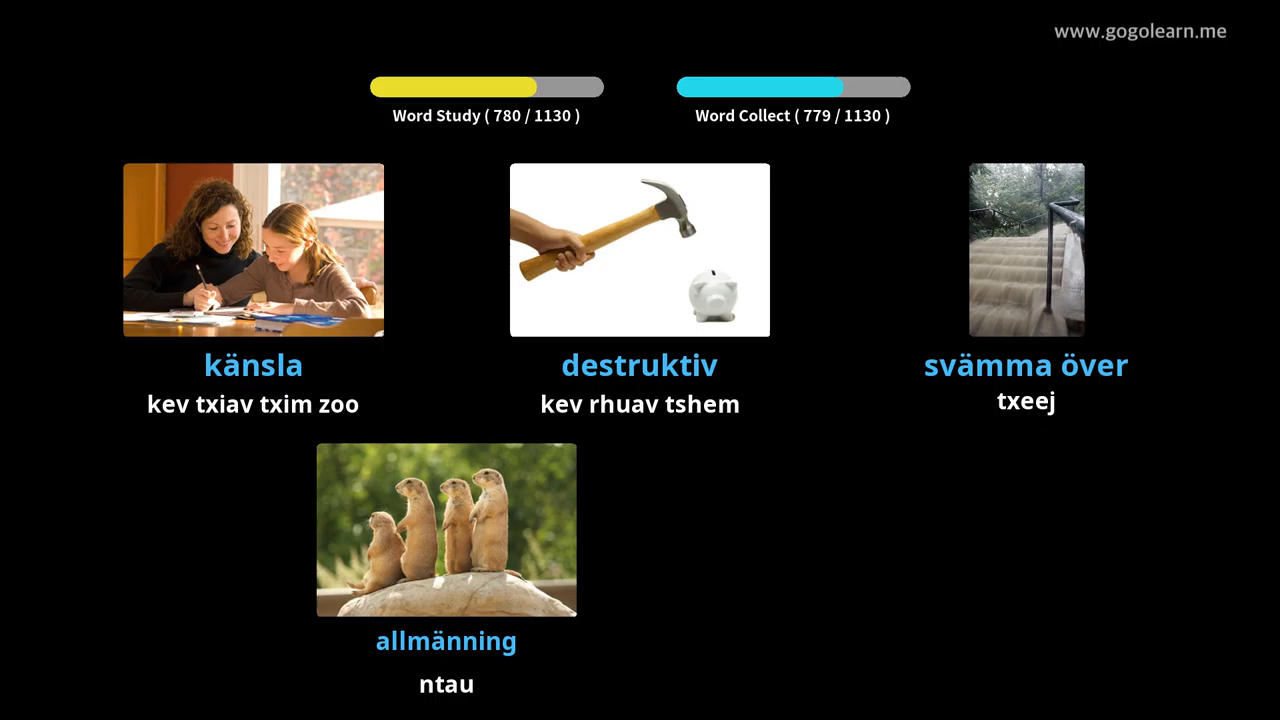 www.gogolearn.me
Word Study ( 780 / 1130 )
Word Collect ( 779 / 1130 )
känsla
kev txiav txim zoo
destruktiv
kev rhuav tshem
svämma över
txeej
allmänning
ntau